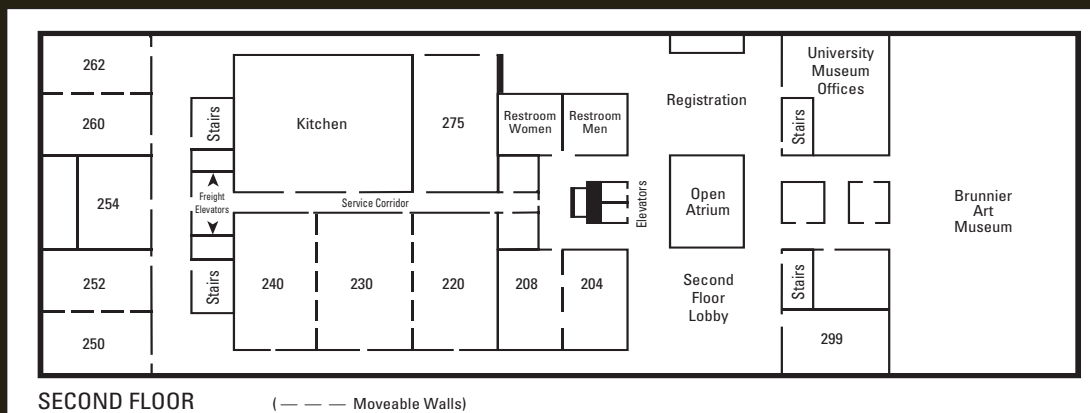 262
260
254
252
250
Stairs
Freight
Elevators
Stairs
Kitchen
275
Service Corridor
240
230
220
208
204
Restroom
Women
Restroom
Men
Elevators
Registration
Open
Atrium
Second
Floor
Lobby
University
Museum
Offices
Stairs
Stairs
299
Brunnier
Art
Museum
SECOND FLOOR
(— — — Moveable Walls)